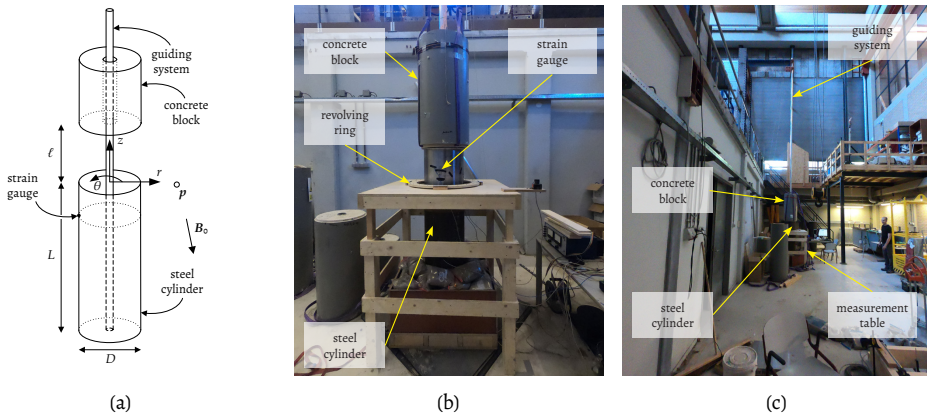 guiding
system
concrete
block
z
ℓ
r
θ
p
strain
gauge
B₀
L
steel
cylinder
D
(a)
concrete
block
strain
gauge
revolving
ring
steel
cylinder
(b)
guiding
system
concrete
block
steel
cylinder
measurement
table
(c)